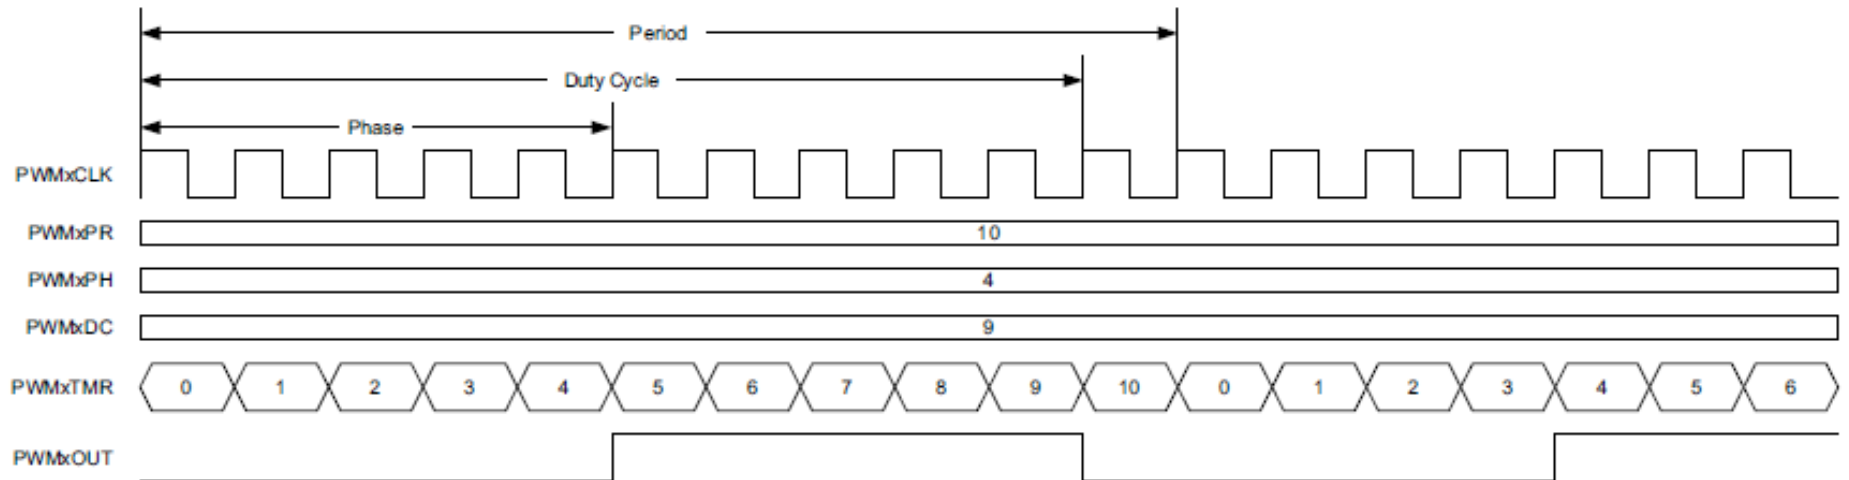 Period
Duty Cycle
Phase
PWMxCLK
PWMxPR 10
PWMxPH 4
PWMxDC 9
PWMxTMR 0 1 2 3 4 5 6 7 8 9 10 0 1 2 3 4 5 6
PWMxOUT